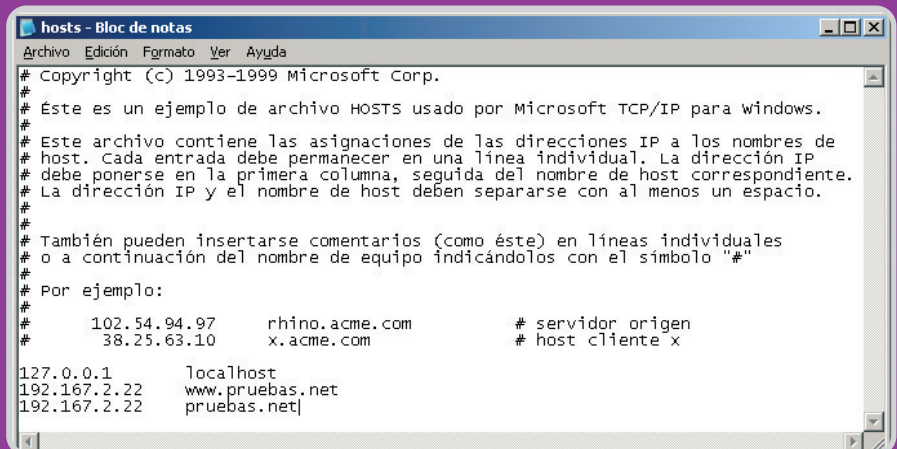 hosts - Bloc de notas
Archivo Edición Formato Ver Ayuda
# Copyright (c) 1993-1999 Microsoft Corp.
#
# Éste es un ejemplo de archivo HOSTS usado por Microsoft TCP/IP para Windows.
#
# Este archivo contiene las asignaciones de las direcciones IP a los nombres de
# host. Cada entrada debe permanecer en una línea individual. La dirección IP
# debe ponerse en la primera columna, seguida del nombre de host correspondiente.
# La dirección IP y el nombre de host deben separarse con al menos un espacio.
#
#
# También pueden insertarse comentarios (como éste) en líneas individuales
# o a continuación del nombre de equipo indicándolos con el símbolo "#"
#
# Por ejemplo:
#
# 102.54.94.97 rhino.acme.com # servidor origen
# 38.25.63.10 x.acme.com # host cliente x
127.0.0.1 localhost
192.167.2.22 www.pruebas.net
192.167.2.22 pruebas.net